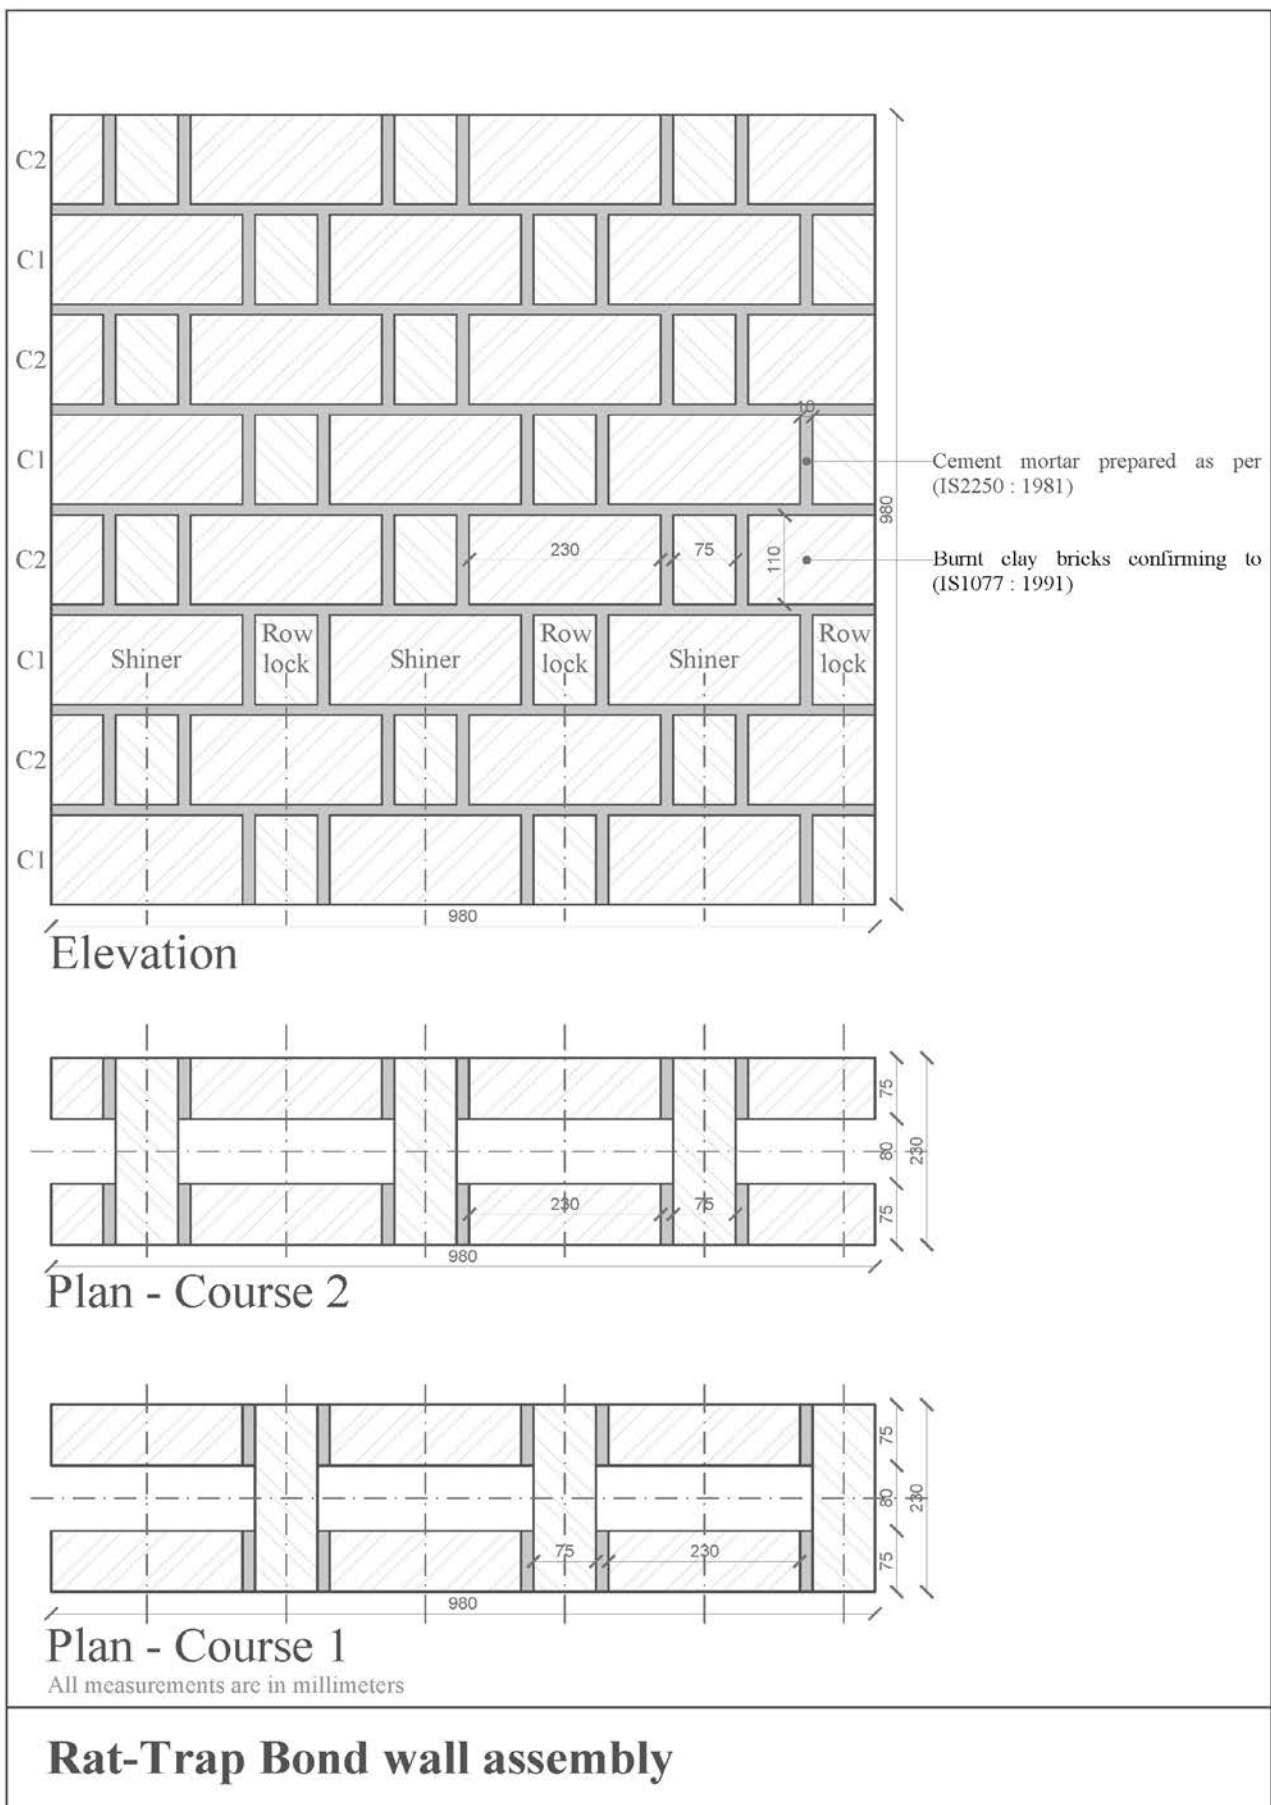 C2
C1
C2
C1
16
Cement mortar prepared as per
(IS2250 : 1981)
980
C2
230
75
110
Burnt clay bricks confirming to
(IS1077 : 1991)
C1
Shiner
Row
lock
Shiner
Row
lock
Shiner
Row
lock
C2
C1
980
Elevation
75
80
230
75
230
75
980
Plan - Course 2
75
80
230
75
75
230
980
Plan - Course 1
All measurements are in millimeters
Rat-Trap Bond wall assembly